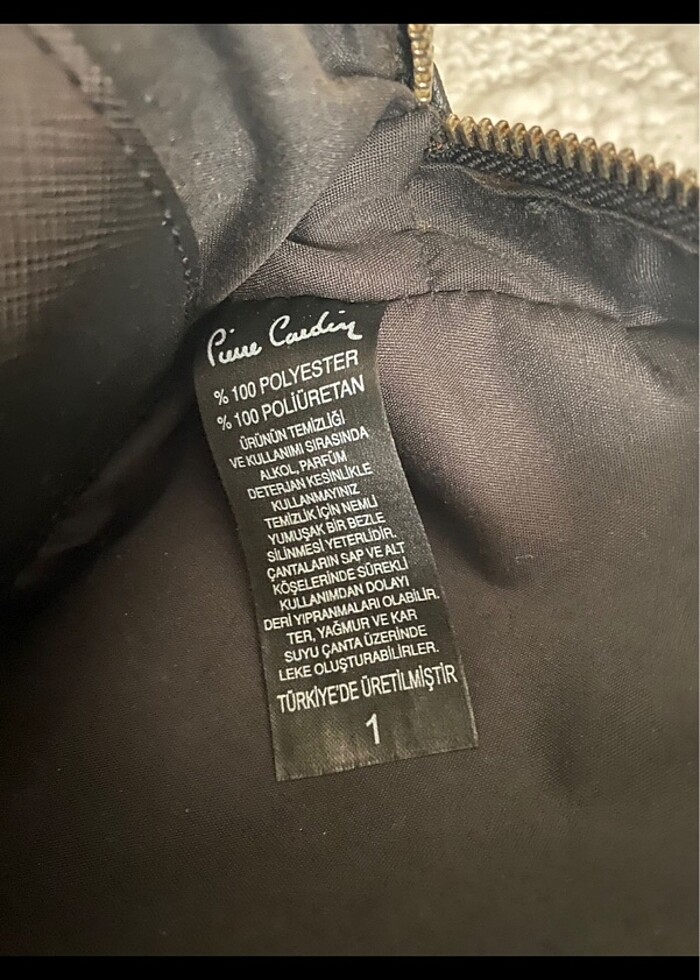 Pierre Cardin
% 100 POLYESTER
% 100 POLİÜRETAN
ÜRÜNÜN TEMİZLİĞİ
VE KULLANIMI SIRASINDA
ALKOL, PARFÜM
DETERJAN KESİNLİKLE
KULLANMAYINIZ
TEMİZLİK İÇİN NEMLİ
YUMUŞAK BİR BEZLE
SİLİNMESİ YETERLİDİR.
ÇANTALARIN SAP VE ALT
KÖŞELERİNDE SÜREKLİ
KULLANIMDAN DOLAYI
DERİ YIPRANMALARI OLABİLİR.
TER, YAĞMUR VE KAR
SUYU ÇANTA ÜZERİNDE
LEKE OLUŞTURABİLİRLER.
TÜRKİYE'DE ÜRETİLMİŞTİR
1